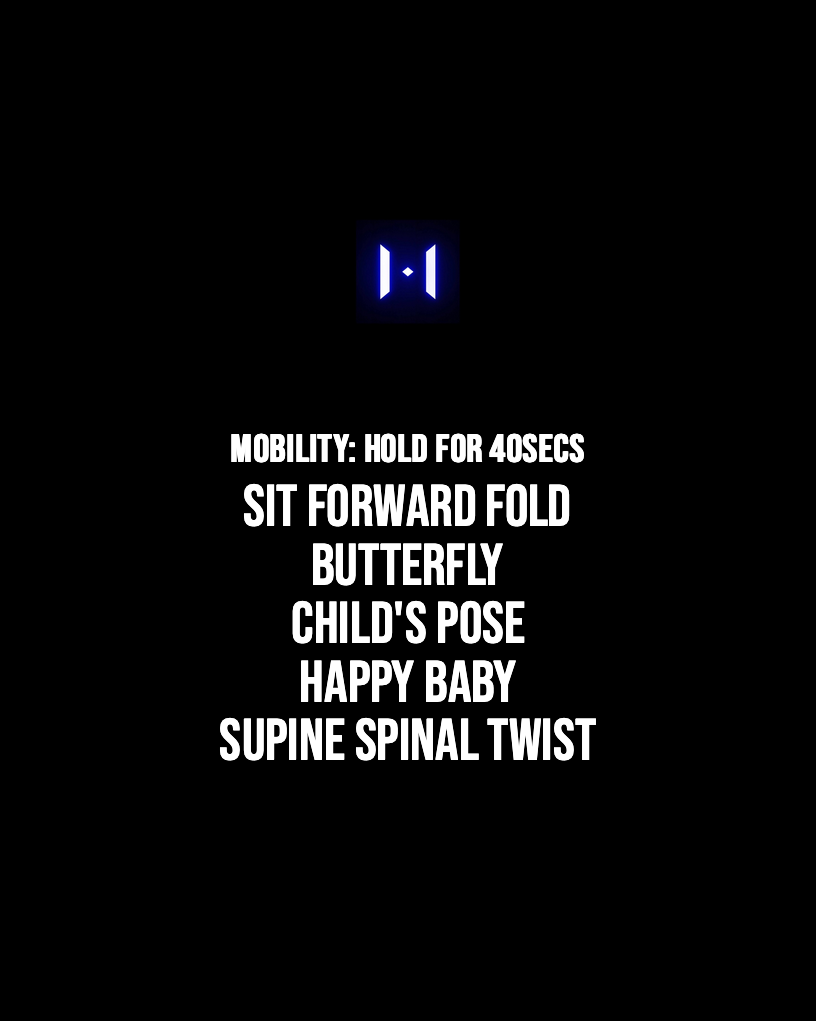 MOBILITY: HOLD FOR 40SECS
SIT FORWARD FOLD
BUTTERFLY
CHILD'S POSE
HAPPY BABY
SUPINE SPINAL TWIST